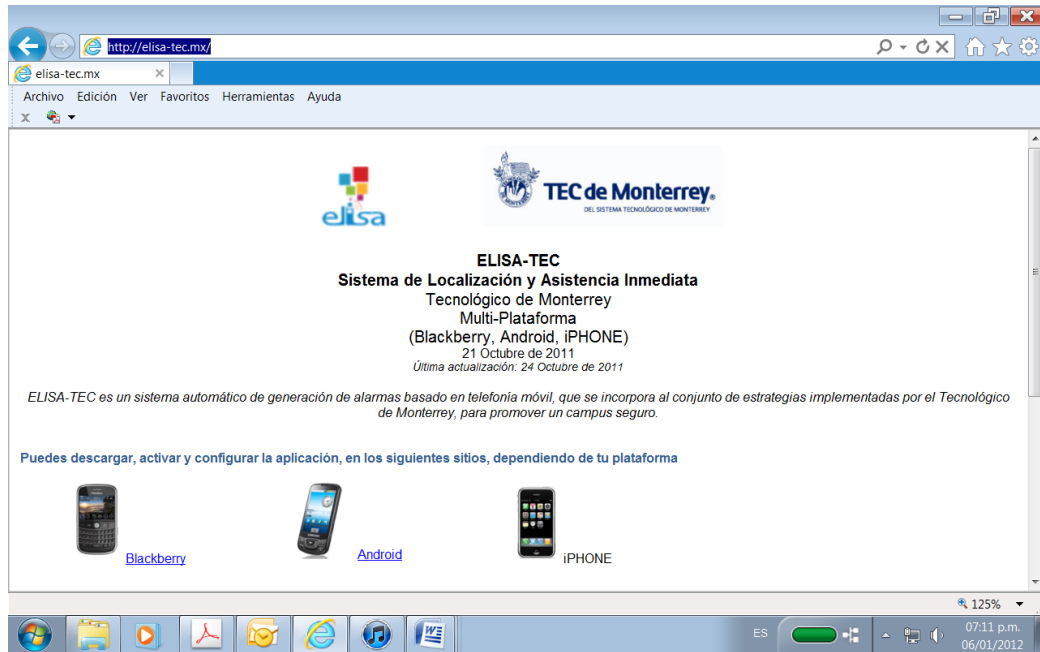 http://elisa-tec.mx/
elisa-tec.mx
Archivo Edición Ver Favoritos Herramientas Ayuda
elisa
TEC de Monterrey®
DEL SISTEMA TECNOLÓGICO DE MONTERREY
ELISA-TEC
Sistema de Localización y Asistencia Inmediata
Tecnológico de Monterrey
Multi-Plataforma
(Blackberry, Android, iPHONE)
21 Octubre de 2011
Última actualización: 24 Octubre de 2011
ELISA-TEC es un sistema automático de generación de alarmas basado en telefonía móvil, que se incorpora al conjunto de estrategias implementadas por el Tecnológico
de Monterrey, para promover un campus seguro.
Puedes descargar, activar y configurar la aplicación, en los siguientes sitios, dependiendo de tu plataforma
Blackberry Android iPHONE
125%
ES
07:11 p.m.
06/01/2012